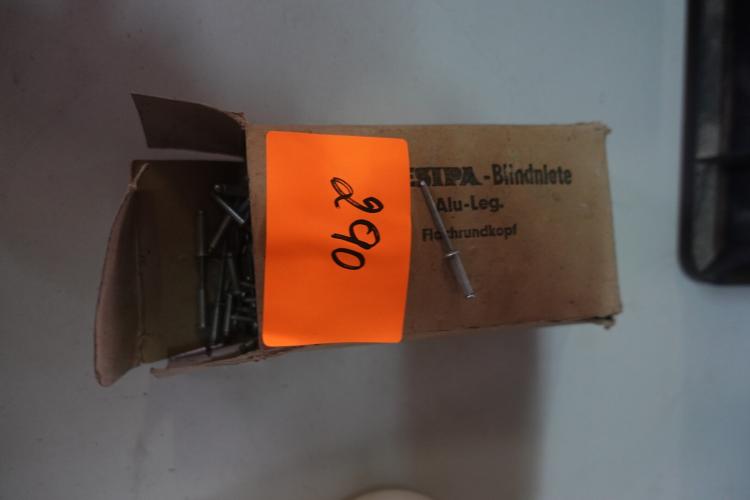 290
ESIPA-Blindniete
Alu-Leg.
Flachrundkopf